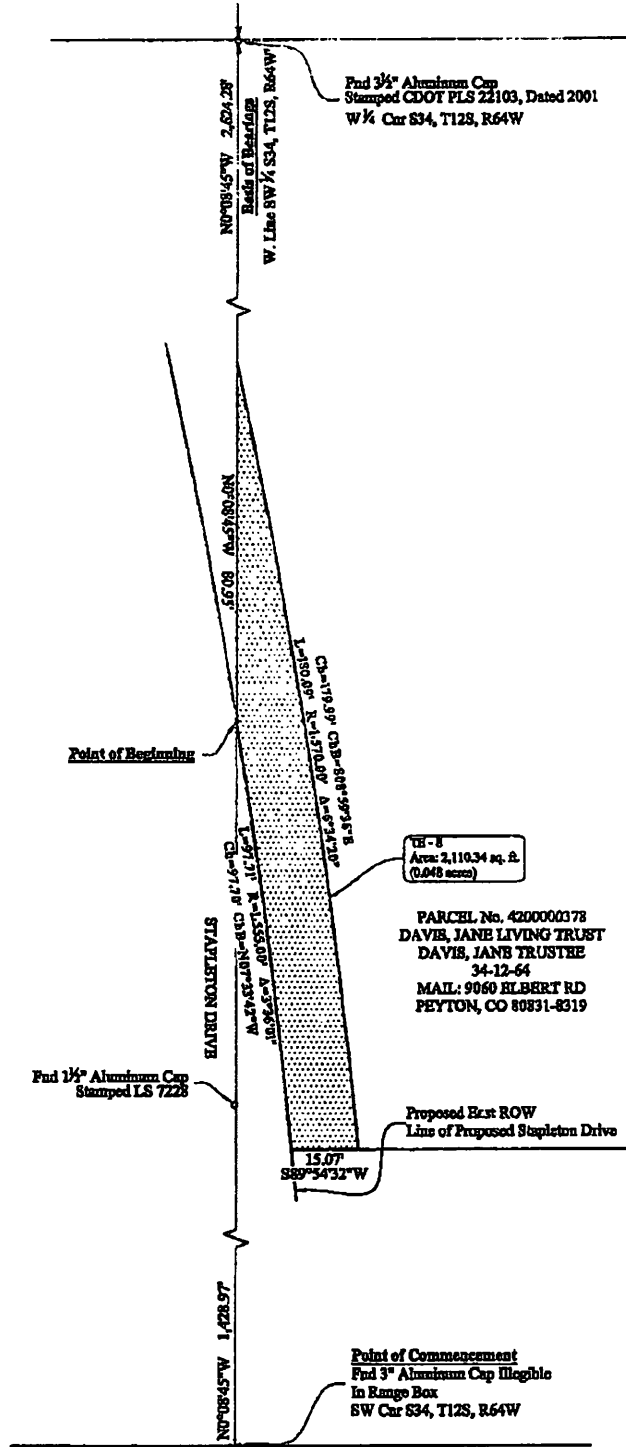 Fnd 3½" Aluminum Cap
Stamped CDOT PLS 22103, Dated 2001
W ¼ Cnr S34, T12S, R64W
N0°08'45"W 2,624.28'
Basis of Bearings
W. Line SW ¼ S34, T12S, R64W
N0°08'45"W 80.95'
Ch=179.99' ChB=S08°59'36"E
L=180.09' R=1,570.00' Δ=6°34'20"
Point of Beginning
L=97.71' R=1,555.00' Δ=3°36'01"
Ch=97.70' ChB=N07°33'42"W
STAPLETON DRIVE
TE - 8
Area: 2,110.34 sq. ft.
(0.048 acres)
PARCEL No. 4200000378
DAVIS, JANE LIVING TRUST
DAVIS, JANE TRUSTEE
34-12-64
MAIL: 9060 ELBERT RD
PEYTON, CO 80831-8319
Fnd 1½" Aluminum Cap
Stamped LS 7228
Proposed East ROW
Line of Proposed Stapleton Drive
15.07'
S89°54'32"W
N0°08'45"W 1,428.97'
Point of Commencement
Fnd 3" Aluminum Cap Illegible
In Range Box
SW Cnr S34, T12S, R64W